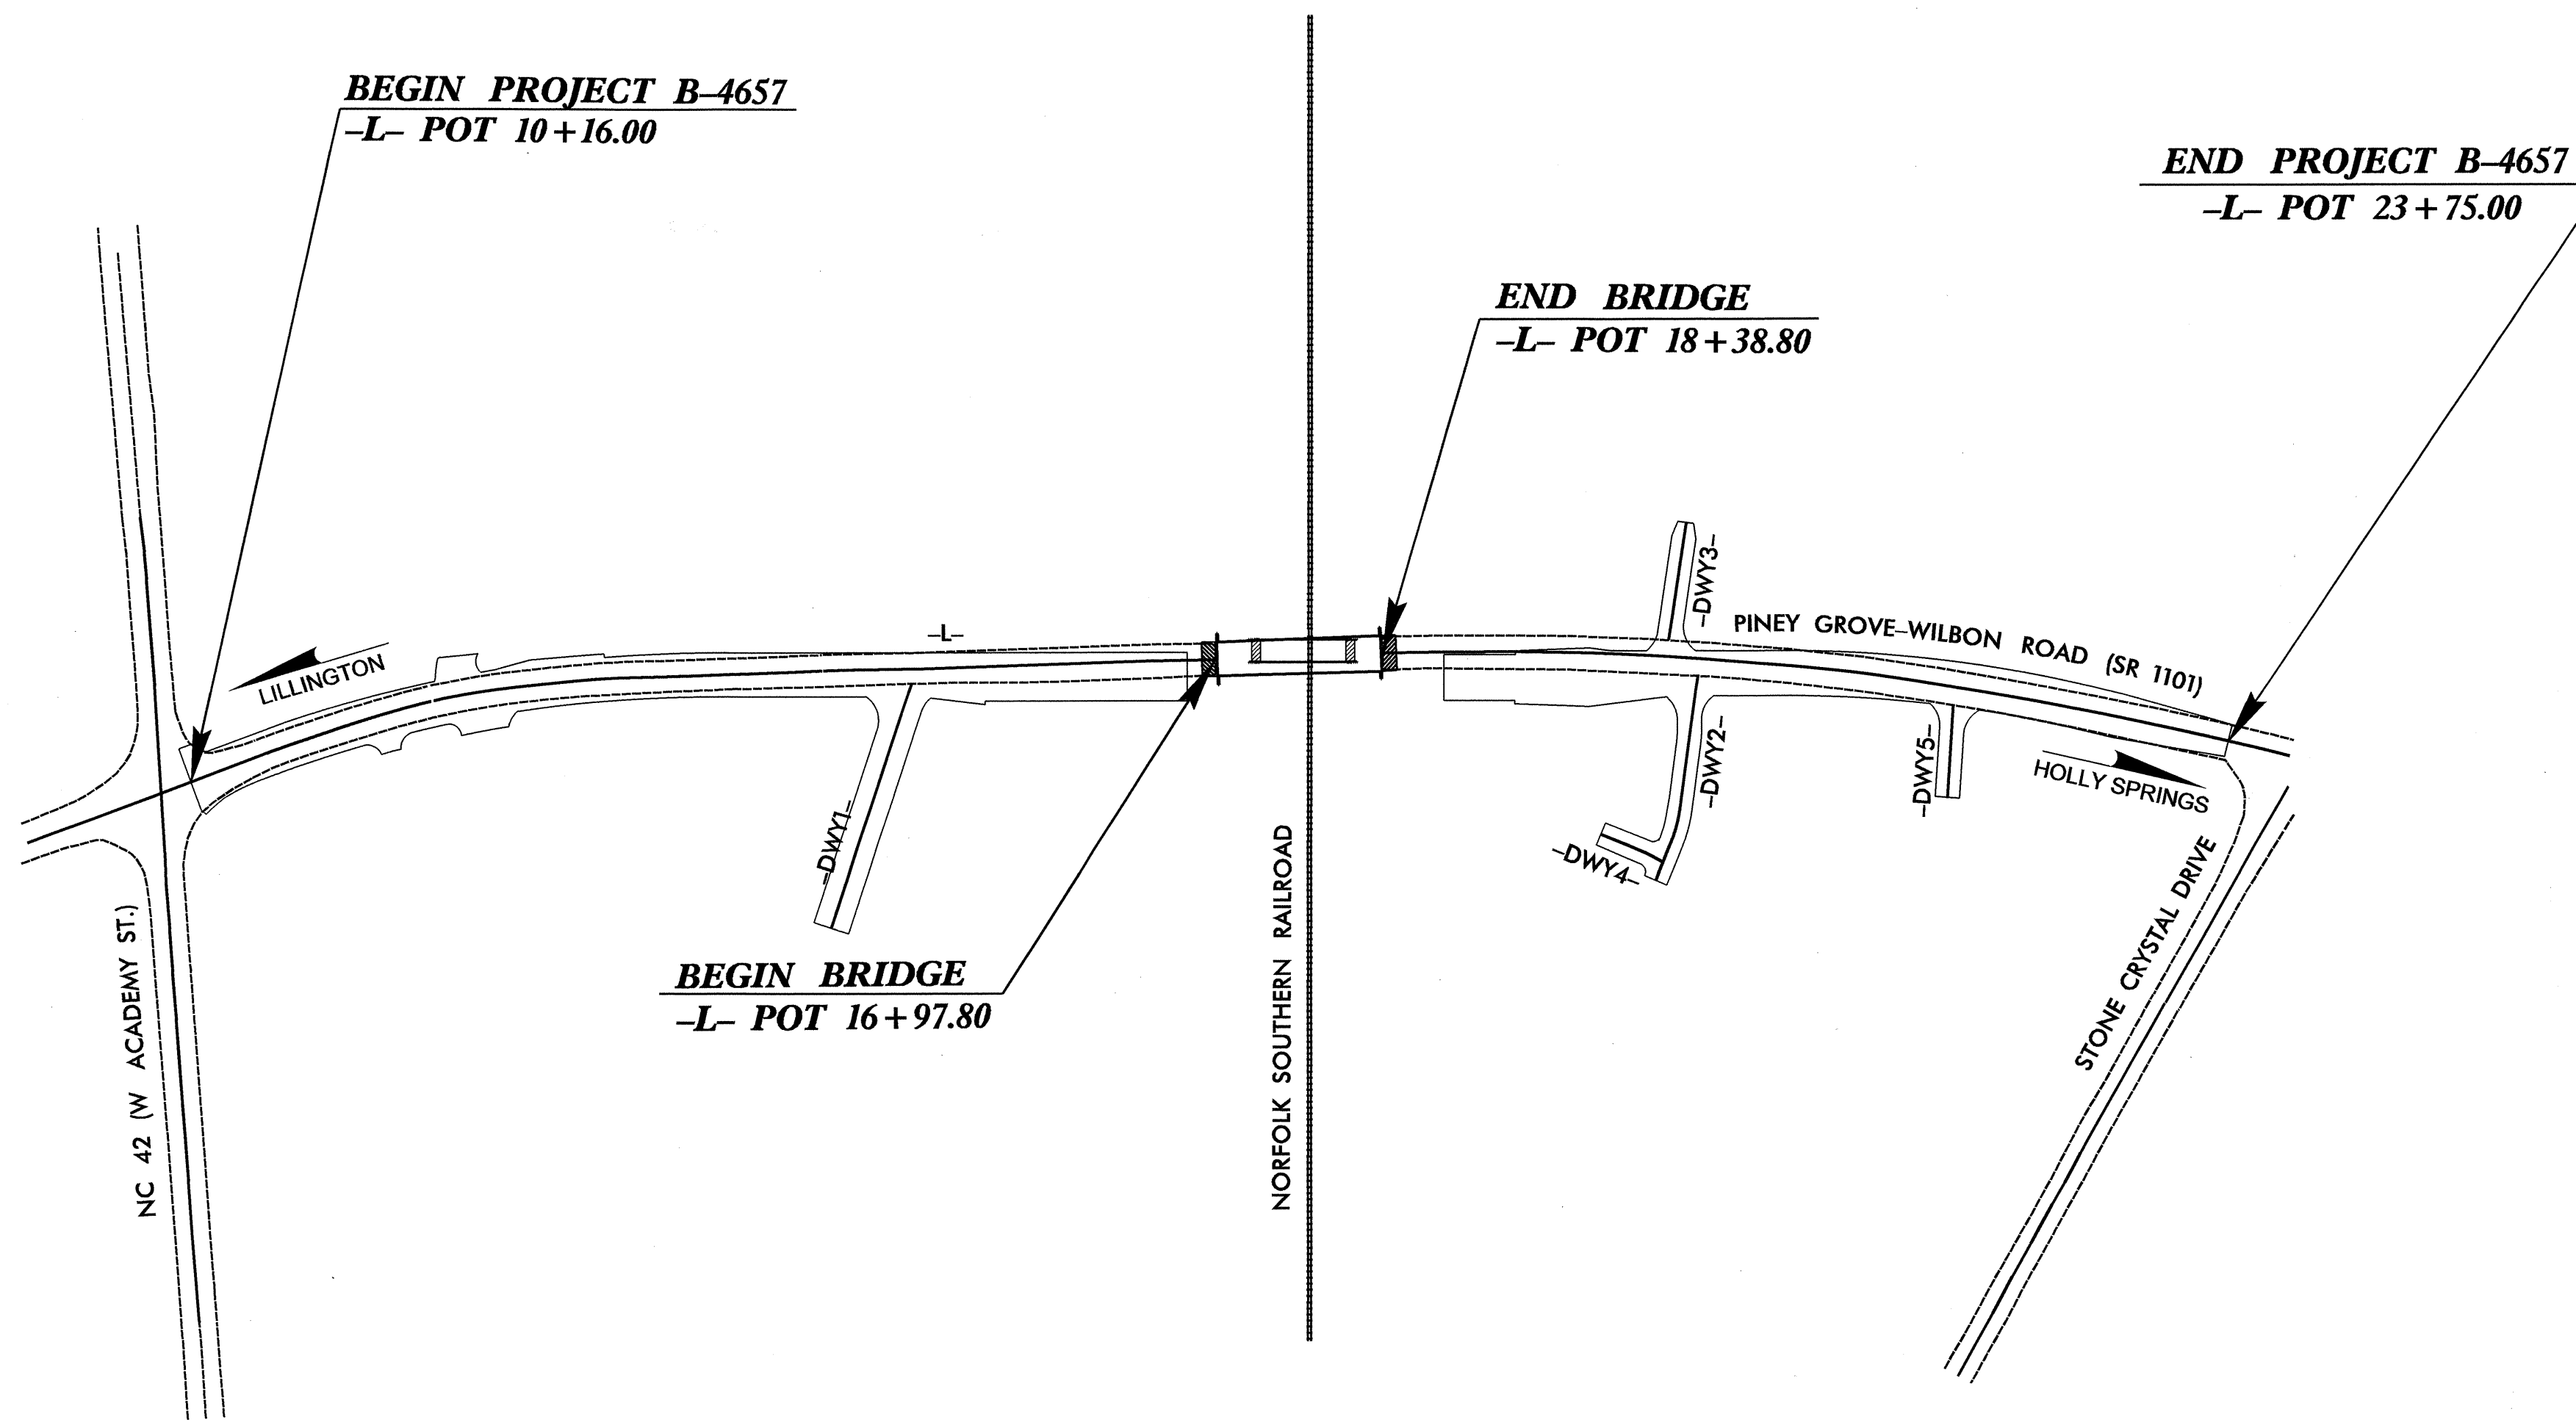 BEGIN PROJECT B–4657
–L– POT 10+16.00
END PROJECT B–4657
–L– POT 23+75.00
END BRIDGE
–L– POT 18+38.80
–DWY3–
PINEY GROVE–WILBON ROAD (SR 1101)
–L–
LILLINGTON
–DWY1–
–DWY2–
–DWY5–
HOLLY SPRINGS
–DWY4–
BEGIN BRIDGE
–L– POT 16+97.80
NORFOLK SOUTHERN RAILROAD
STONE CRYSTAL DRIVE
NC 42 (W ACADEMY ST.)